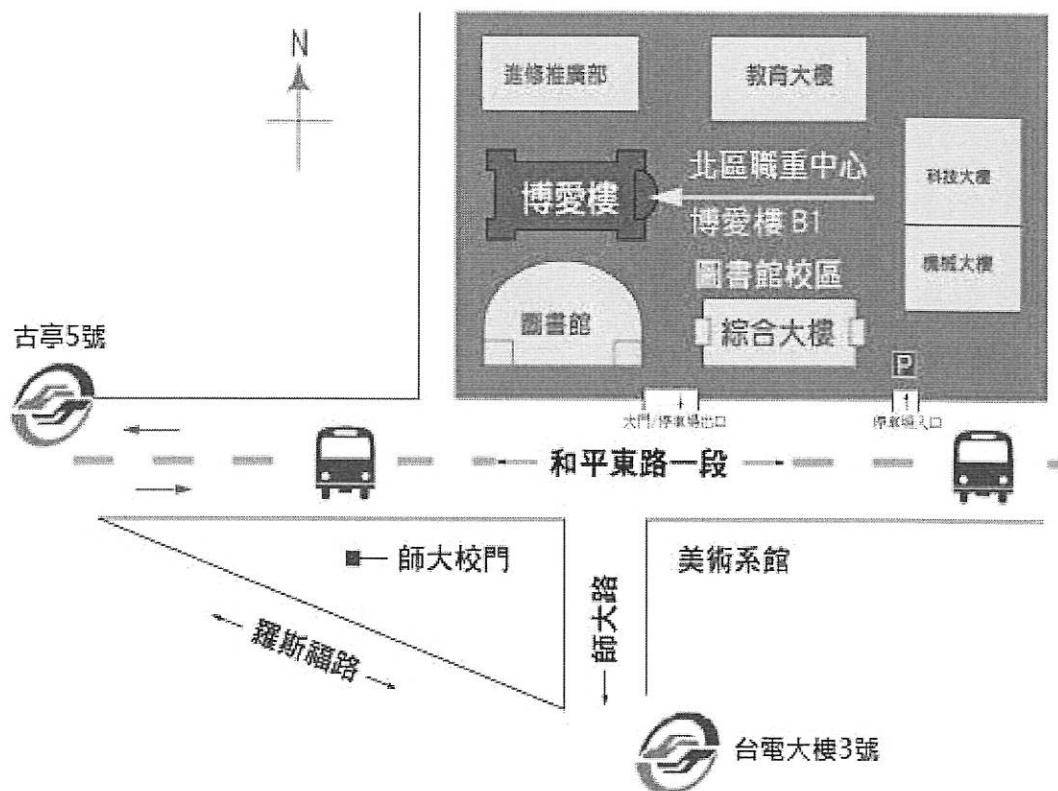 N
進修推廣部
教育大樓
北區職重中心
博愛樓
科技大樓
博愛樓 B1
機械大樓
圖書館校區
圖書館
綜合大樓
古亭5號
P
大門/停車場出口
停車場入口
和平東路一段
師大校門
美術系館
羅斯福路
師大路
台電大樓3號